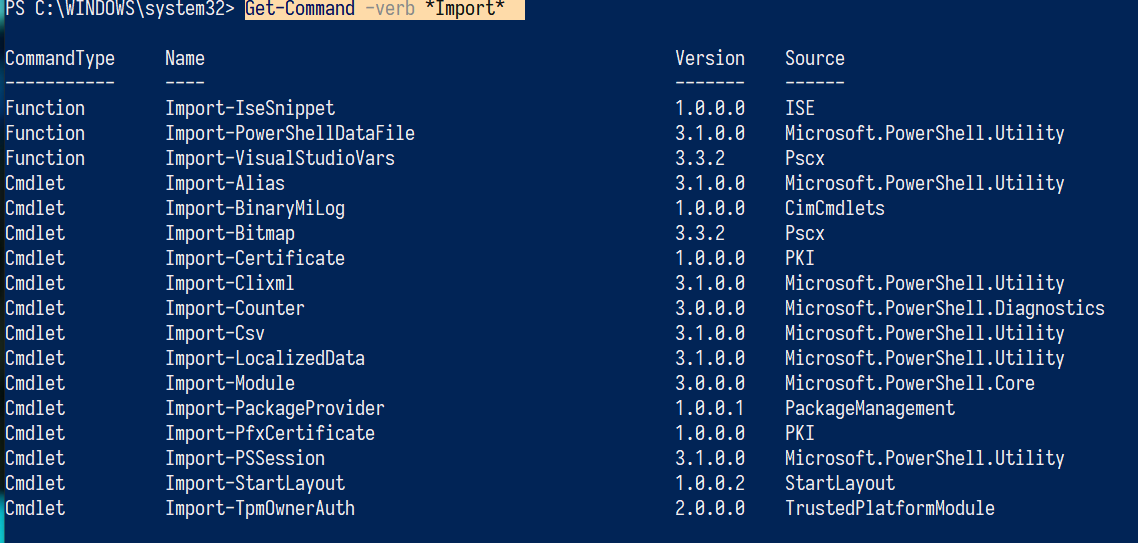 PS C:\WINDOWS\system32> Get-Command -verb *Import*
CommandType     Name                                               Version    Source
-----------     ----                                               -------    ------
Function        Import-IseSnippet                                  1.0.0.0    ISE
Function        Import-PowerShellDataFile                          3.1.0.0    Microsoft.PowerShell.Utility
Function        Import-VisualStudioVars                            3.3.2      Pscx
Cmdlet          Import-Alias                                       3.1.0.0    Microsoft.PowerShell.Utility
Cmdlet          Import-BinaryMiLog                                 1.0.0.0    CimCmdlets
Cmdlet          Import-Bitmap                                      3.3.2      Pscx
Cmdlet          Import-Certificate                                 1.0.0.0    PKI
Cmdlet          Import-Clixml                                      3.1.0.0    Microsoft.PowerShell.Utility
Cmdlet          Import-Counter                                     3.0.0.0    Microsoft.PowerShell.Diagnostics
Cmdlet          Import-Csv                                         3.1.0.0    Microsoft.PowerShell.Utility
Cmdlet          Import-LocalizedData                               3.1.0.0    Microsoft.PowerShell.Utility
Cmdlet          Import-Module                                      3.0.0.0    Microsoft.PowerShell.Core
Cmdlet          Import-PackageProvider                             1.0.0.1    PackageManagement
Cmdlet          Import-PfxCertificate                              1.0.0.0    PKI
Cmdlet          Import-PSSession                                   3.1.0.0    Microsoft.PowerShell.Utility
Cmdlet          Import-StartLayout                                 1.0.0.2    StartLayout
Cmdlet          Import-TpmOwnerAuth                                2.0.0.0    TrustedPlatformModule